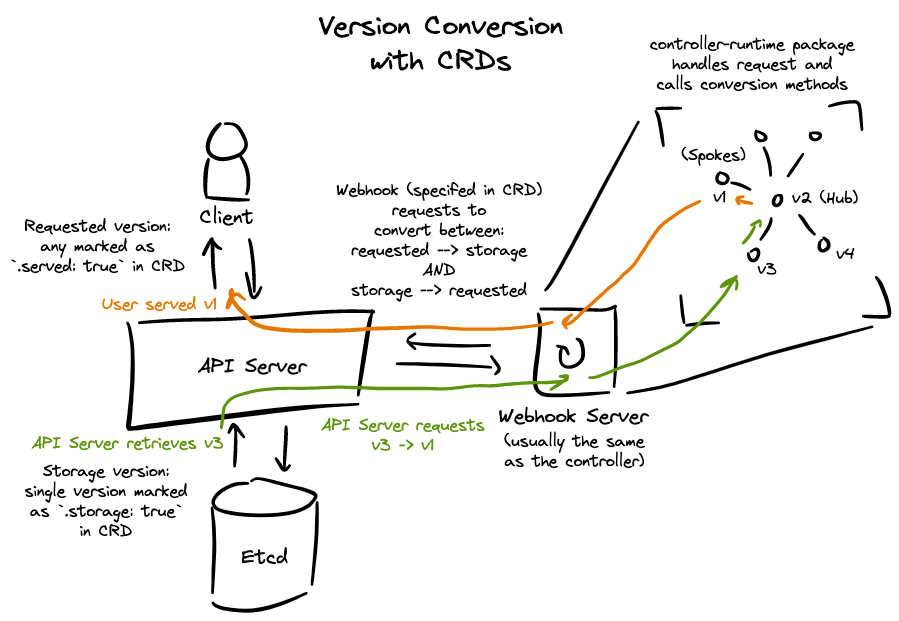 Version Conversion
with CRDs
controller-runtime package
handles request and
calls conversion methods
(Spokes)
v1
v2 (Hub)
v3
v4
Client
Requested version:
any marked as
`.served: true` in CRD
User served v1
Webhook (specifed in CRD)
requests to
convert between:
requested --> storage
AND
storage --> requested
API Server
API Server retrieves v3
API Server requests
v3 -> v1
Webhook Server
(usually the same
as the controller)
Storage version:
single version marked
as `.storage: true`
in CRD
Etcd